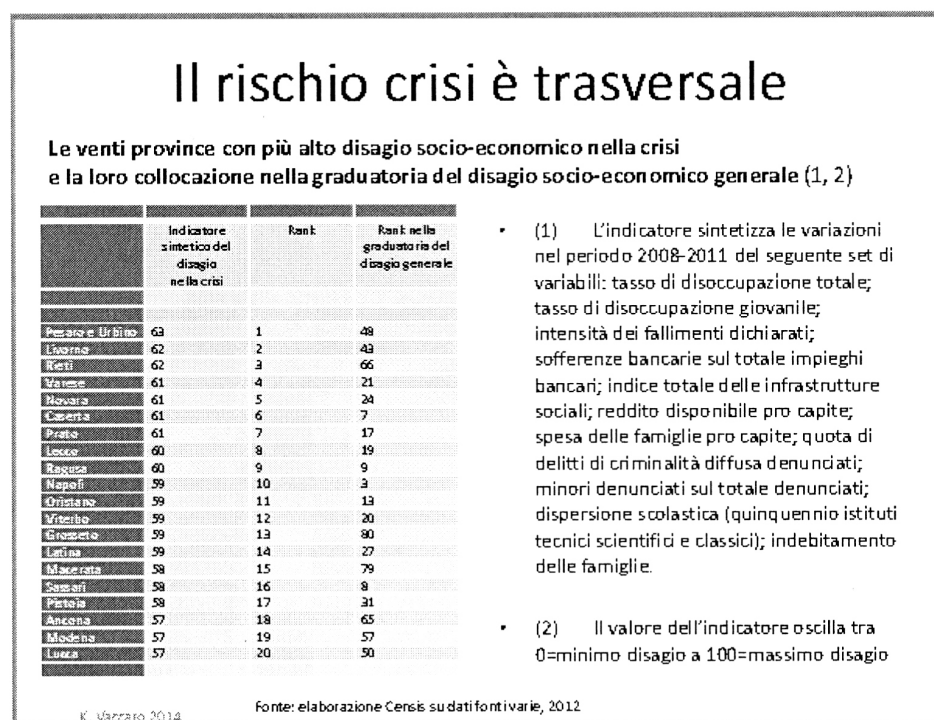 Il rischio crisi è trasversale
Le venti province con più alto disagio socio-economico nella crisi
e la loro collocazione nella graduatoria del disagio socio-economico generale (1, 2)
Indicatore sintetico del disagio nella crisi Rank Rank nella graduatoria del disagio generale
Pesaro e Urbino 63 1 48
Livorno 62 2 43
Rieti 62 3 66
Varese 61 4 21
Novara 61 5 24
Caserta 61 6 7
Prato 61 7 17
Lecco 60 8 19
Ragusa 60 9 9
Napoli 59 10 3
Oristano 59 11 13
Viterbo 59 12 20
Grosseto 59 13 80
Latina 59 14 27
Macerata 58 15 79
Sassari 58 16 8
Pistoia 58 17 31
Ancona 57 18 65
Modena 57 19 57
Lucca 57 20 50
• (1) L'indicatore sintetizza le variazioni
nel periodo 2008-2011 del seguente set di
variabili: tasso di disoccupazione totale;
tasso di disoccupazione giovanile;
intensità dei fallimenti dichiarati;
sofferenze bancarie sul totale impieghi
bancari; indice totale delle infrastrutture
sociali; reddito disponibile pro capite;
spesa delle famiglie pro capite; quota di
delitti di criminalità diffusa denunciati;
minori denunciati sul totale denunciati;
dispersione scolastica (quinquennio istituti
tecnici scientifici e classici); indebitamento
delle famiglie.
• (2) Il valore dell'indicatore oscilla tra
0=minimo disagio a 100=massimo disagio
K. Vaccaro 2014
Fonte: elaborazione Censis su dati fonti varie, 2012